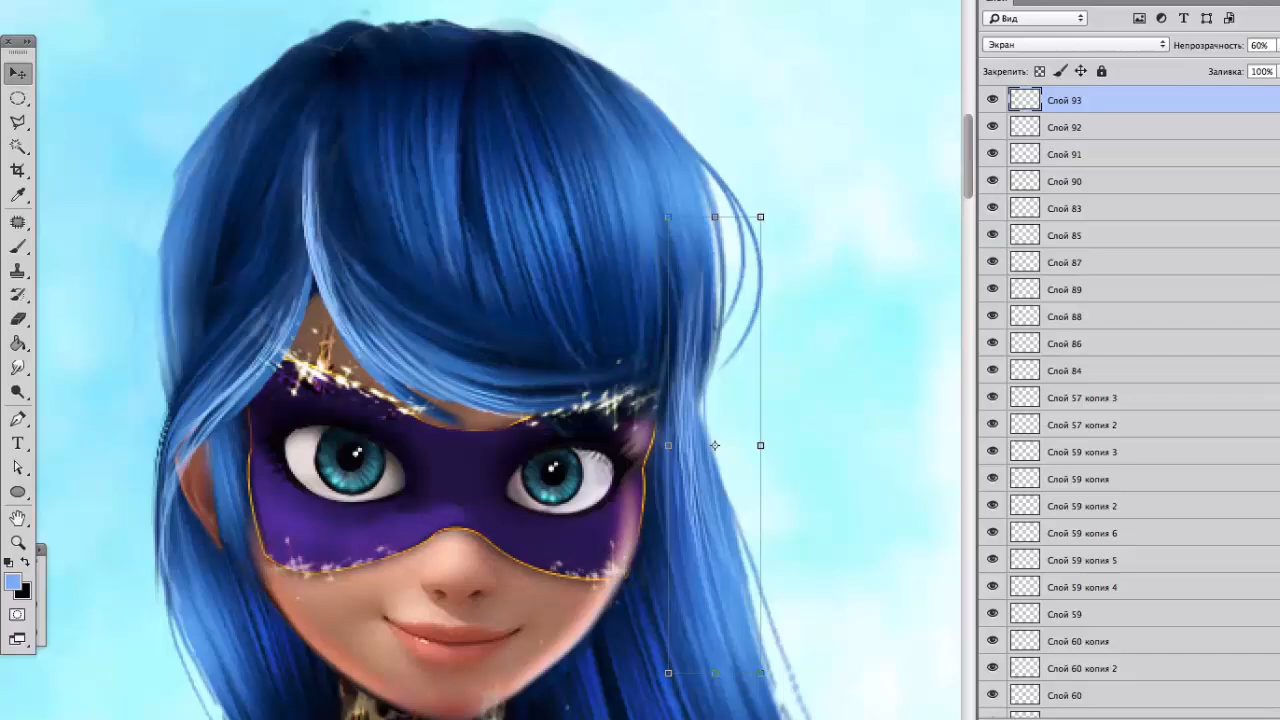 Вид
Экран Непрозрачность: 60%
Закрепить: Заливка: 100%
Слой 93
Слой 92
Слой 91
Слой 90
Слой 83
Слой 85
Слой 87
Слой 89
Слой 88
Слой 86
Слой 84
Слой 57 копия 3
Слой 57 копия 2
Слой 59 копия 3
Слой 59 копия
Слой 59 копия 2
Слой 59 копия 6
Слой 59 копия 5
Слой 59 копия 4
Слой 59
Слой 60 копия
Слой 60 копия 2
Слой 60